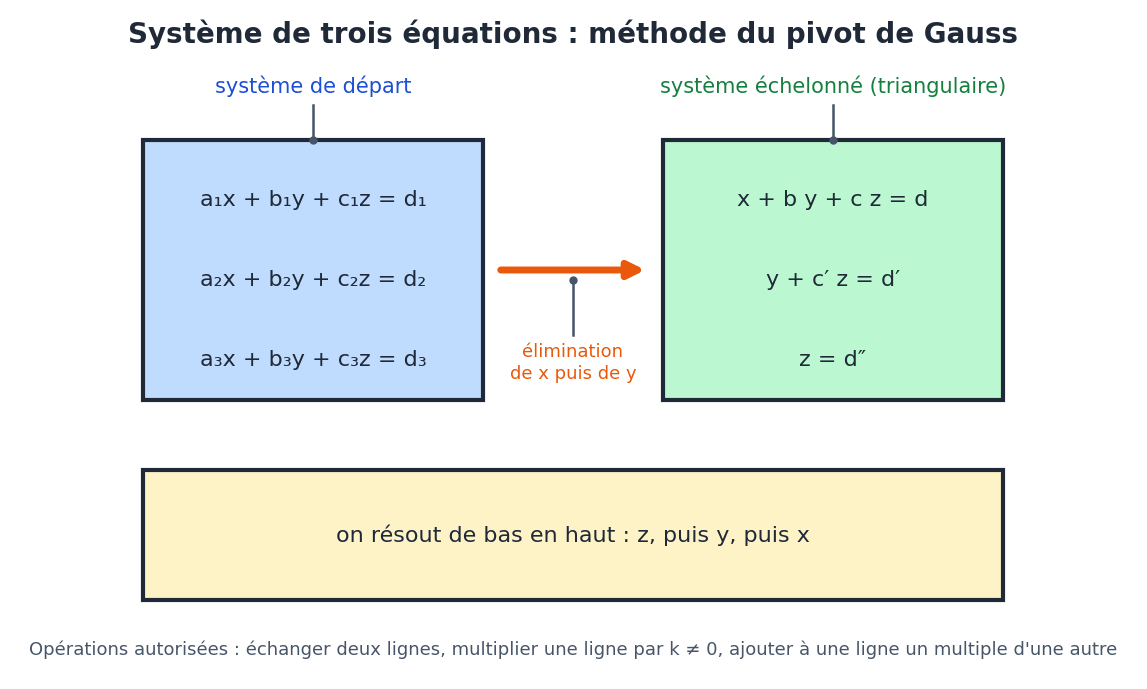 Système de trois équations : méthode du pivot de Gauss
système de départ
système échelonné (triangulaire)
a₁x + b₁y + c₁z = d₁
a₂x + b₂y + c₂z = d₂
a₃x + b₃y + c₃z = d₃
élimination
de x puis de y
x + b y + c z = d
y + c′ z = d′
z = d″
on résout de bas en haut : z, puis y, puis x
Opérations autorisées : échanger deux lignes, multiplier une ligne par k ≠ 0, ajouter à une ligne un multiple d'une autre